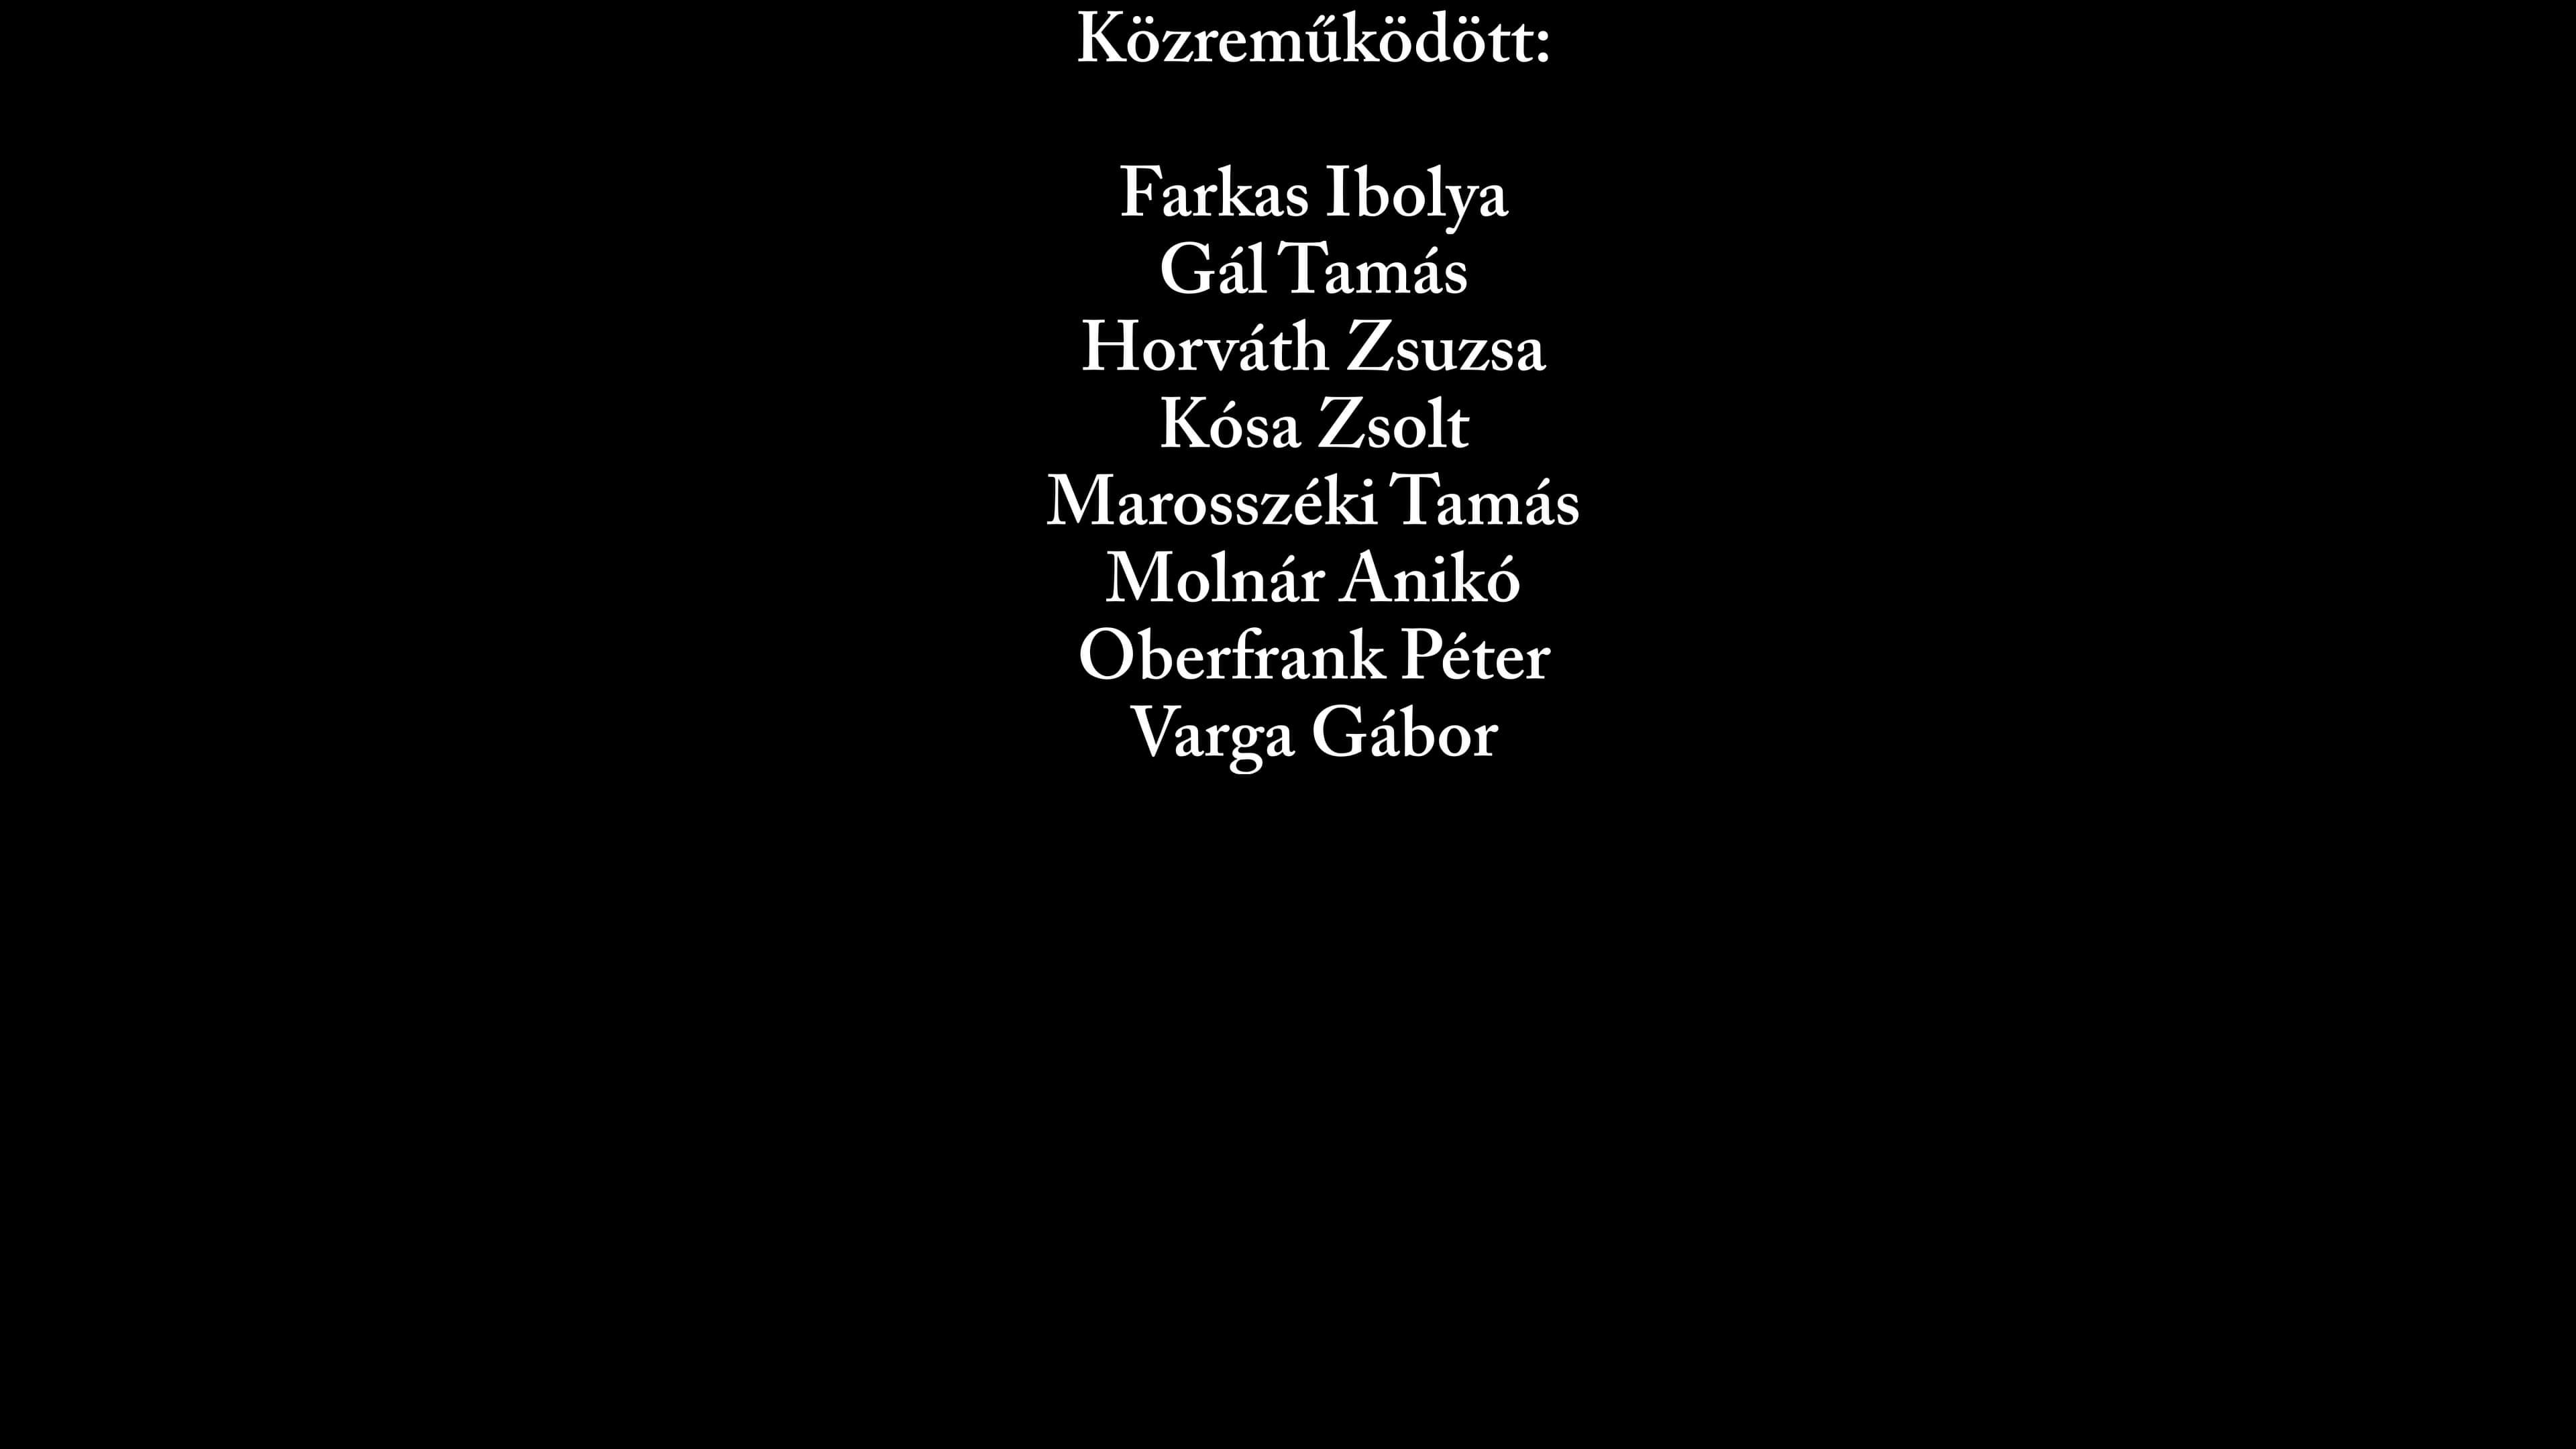 Közreműködött:
Farkas Ibolya
Gál Tamás
Horváth Zsuzsa
Kósa Zsolt
Marosszéki Tamás
Molnár Anikó
Oberfrank Péter
Varga Gábor